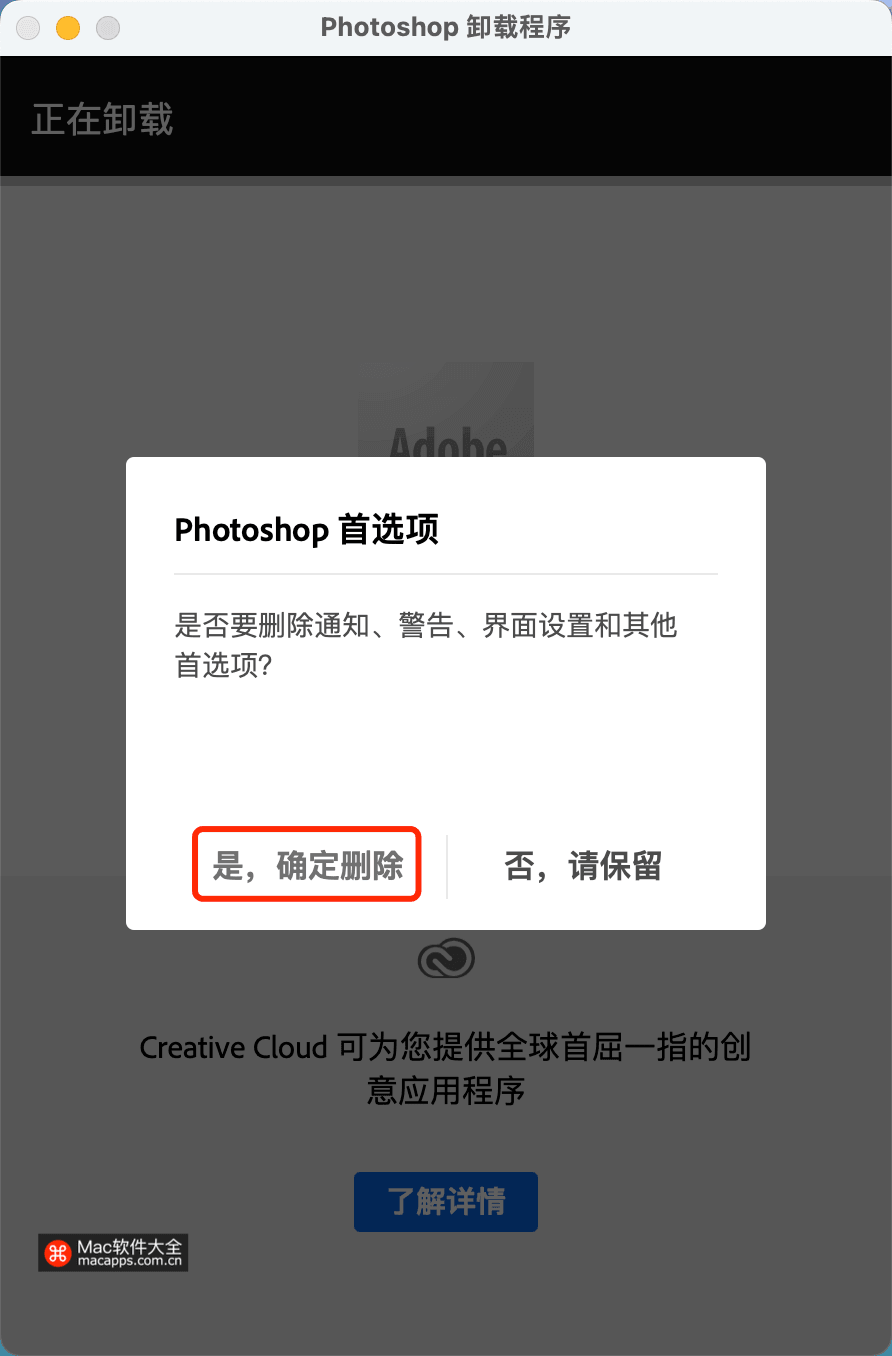 Photoshop 卸载程序
正在卸载
Adobe
Photoshop 首选项
是否要删除通知、警告、界面设置和其他
首选项?
是，确定删除
否，请保留
Creative Cloud 可为您提供全球首屈一指的创
意应用程序
了解详情
Mac软件大全
macapps.com.cn